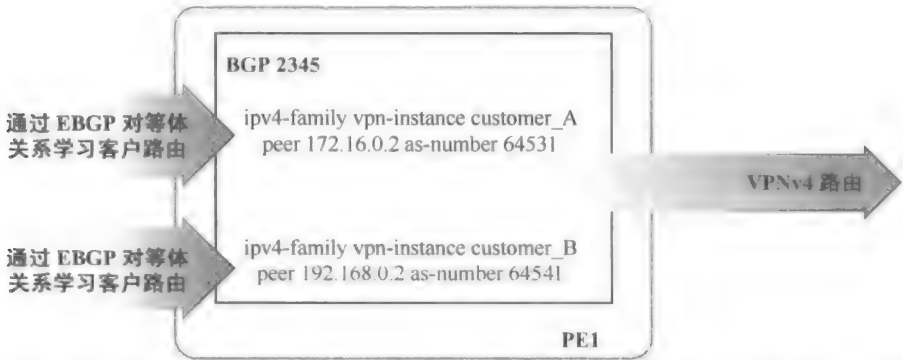 BGP 2345
通过 EBGP 对等体
关系学习客户路由
ipv4-family vpn-instance customer_A
peer 172.16.0.2 as-number 64531
VPNv4 路由
通过 EBGP 对等体
关系学习客户路由
ipv4-family vpn-instance customer_B
peer 192.168.0.2 as-number 64541
PE1